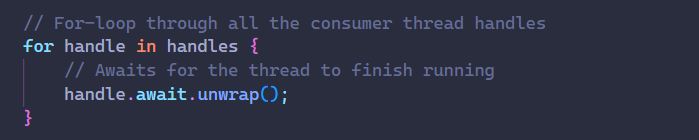 // For-loop through all the consumer thread handles
for handle in handles {
// Awaits for the thread to finish running
handle.await.unwrap();
}